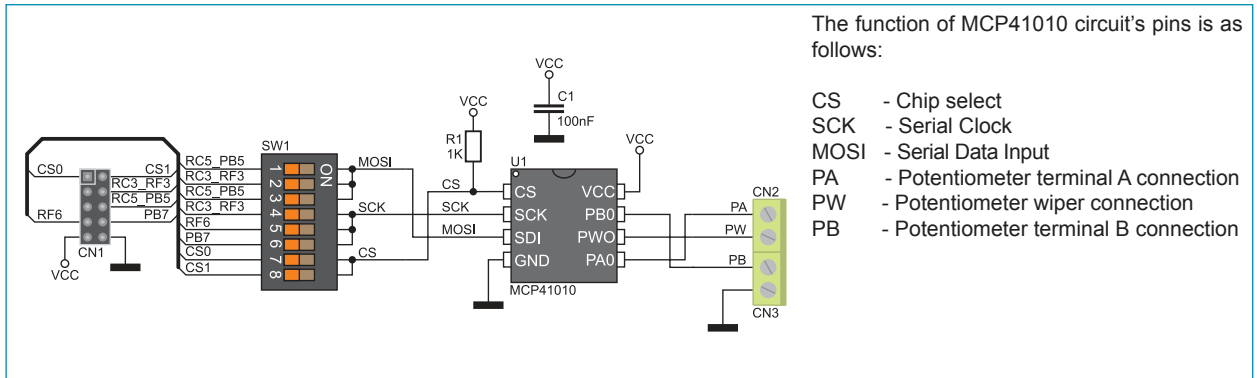 The function of MCP41010 circuit's pins is as
follows:
CS - Chip select
SCK - Serial Clock
MOSI - Serial Data Input
PA - Potentiometer terminal A connection
PW - Potentiometer wiper connection
PB - Potentiometer terminal B connection
CS0
CS1
RC3_RF3
RC5_PB5
RF6
PB7
VCC
CN1
RC5_PB5
RC3_RF3
RC5_PB5
RC3_RF3
RF6
PB7
CS0
CS1
SW1
ON
1
2
3
4
5
6
7
8
MOSI
SCK
CS
VCC
R1
1K
VCC
C1
100nF
CS
SCK
MOSI
U1
CS
SCK
SDI
GND
VCC
PB0
PWO
PA0
MCP41010
VCC
PA
PW
PB
CN2
CN3